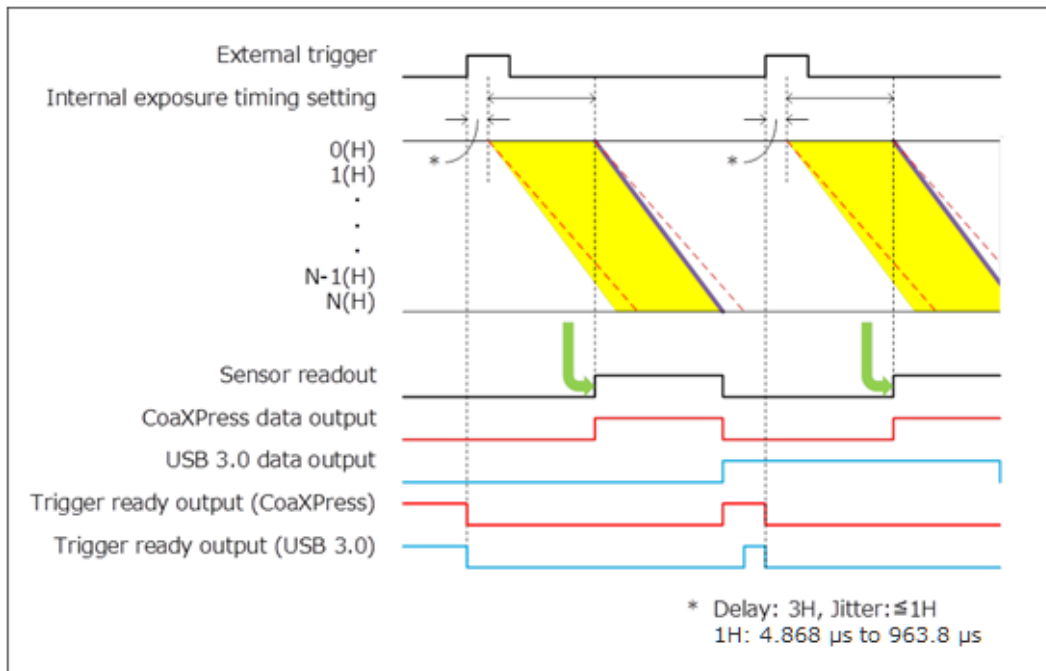 External trigger
Internal exposure timing setting
*
*
0(H)
1(H)
.
.
.
N-1(H)
N(H)
Sensor readout
CoaXPress data output
USB 3.0 data output
Trigger ready output (CoaXPress)
Trigger ready output (USB 3.0)
* Delay: 3H, Jitter:≦1H
1H: 4.868 µs to 963.8 µs